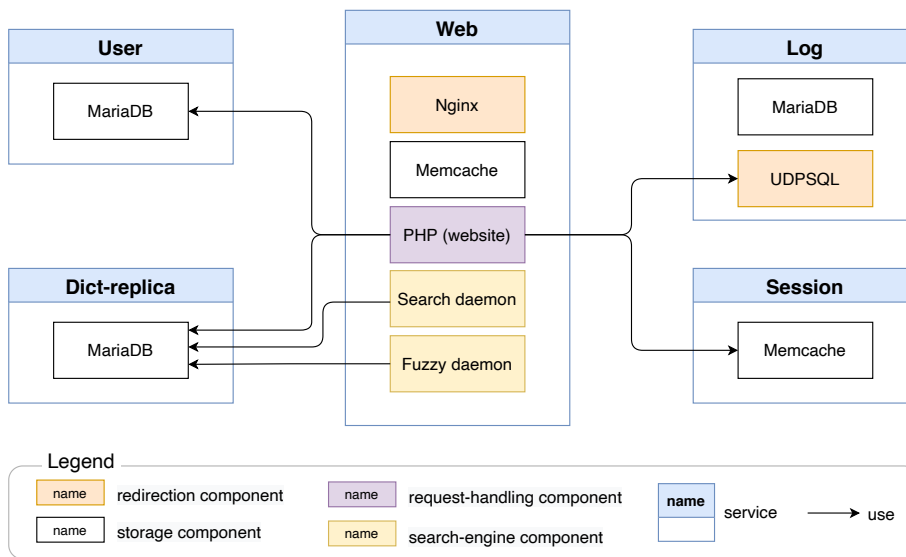 User
MariaDB
Dict-replica
MariaDB
Web
Nginx
Memcache
PHP (website)
Search daemon
Fuzzy daemon
Log
MariaDB
UDPSQL
Session
Memcache
Legend
name redirection component
name storage component
name request-handling component
name search-engine component
name service
use